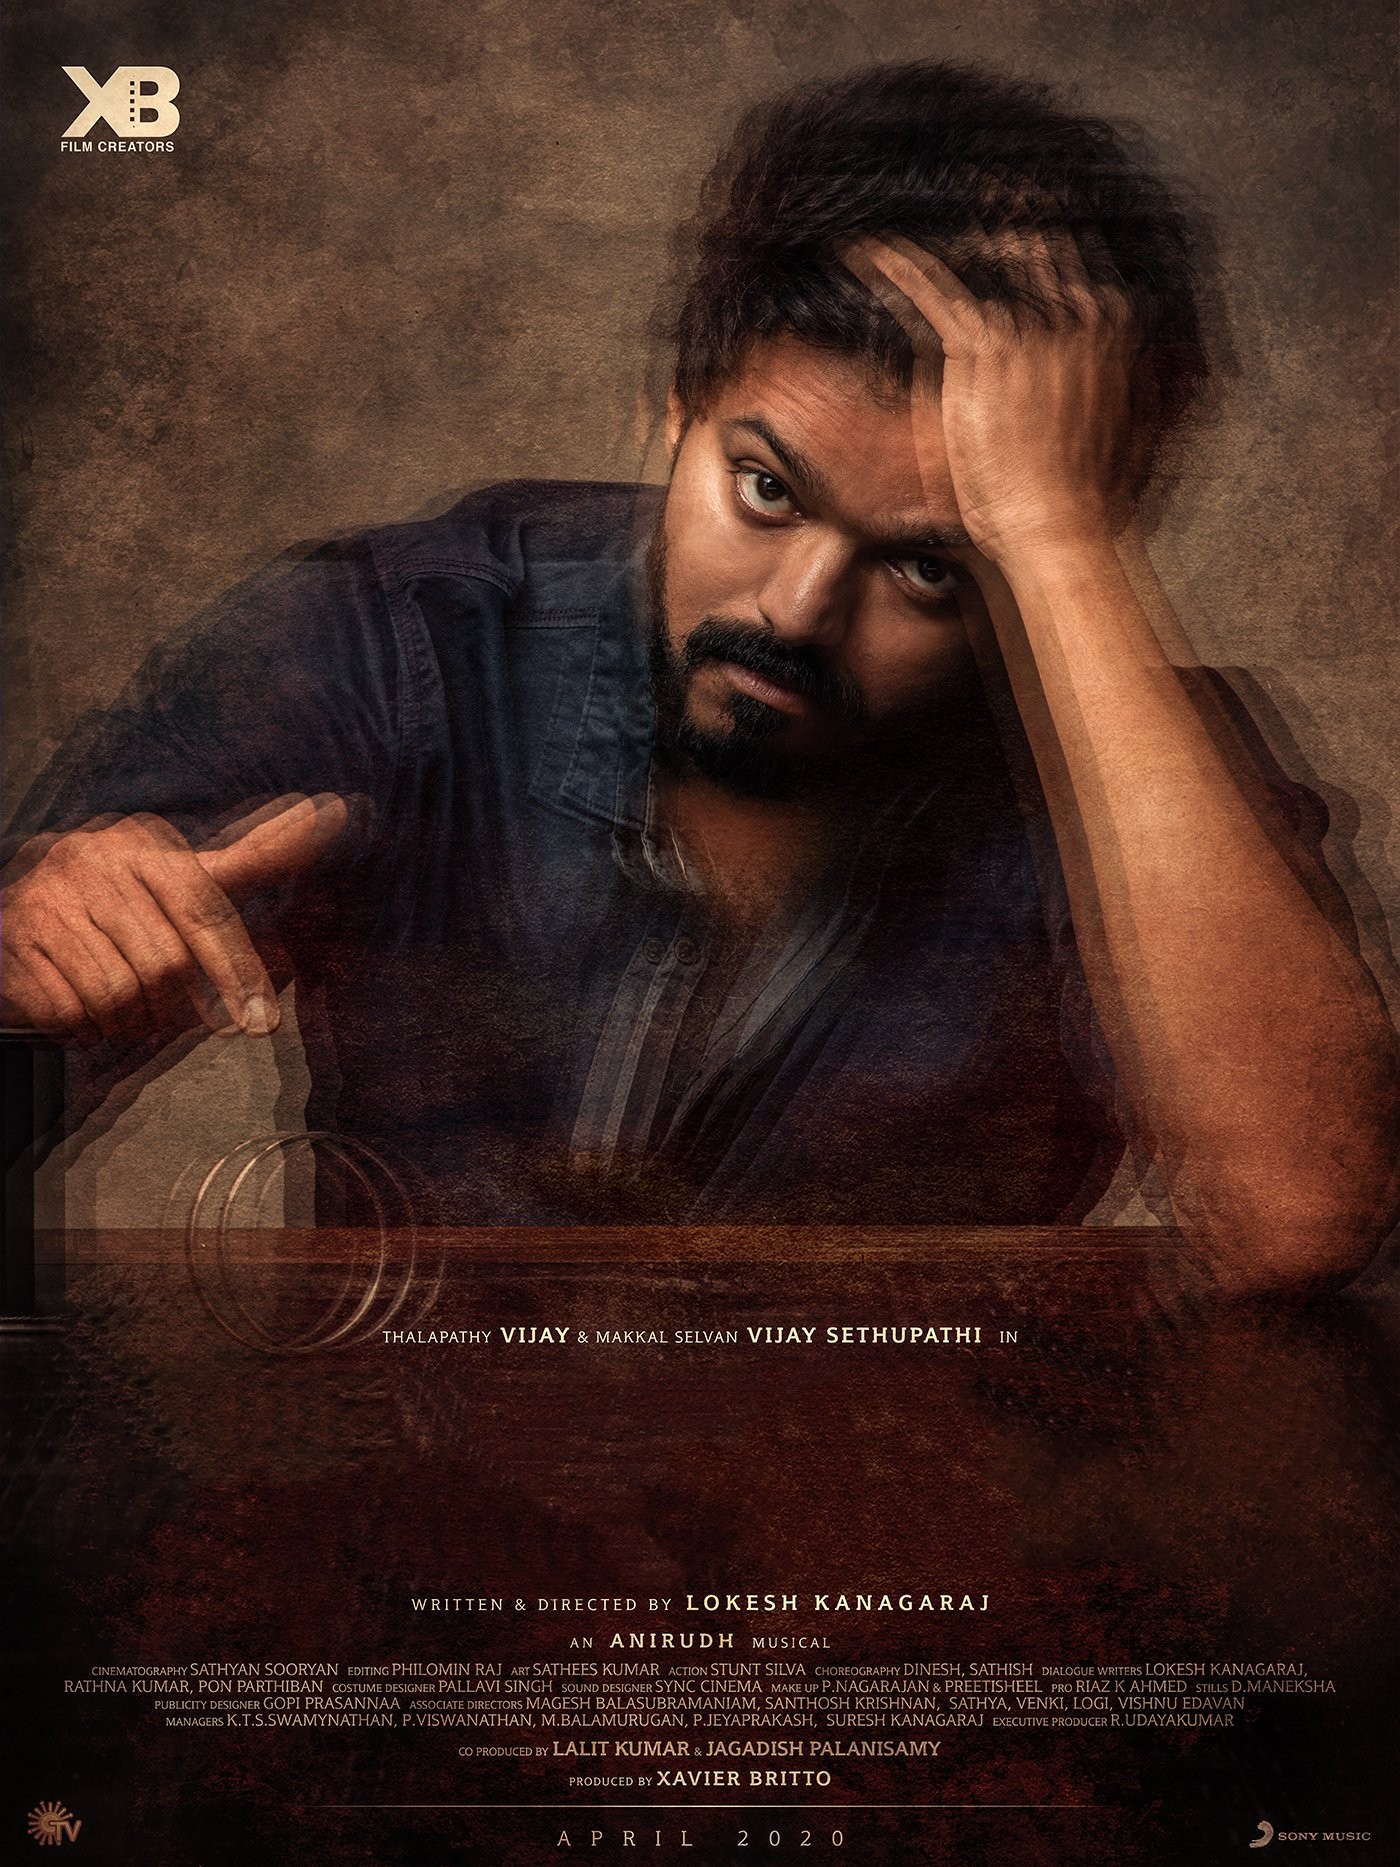 XB
FILM CREATORS
THALAPATHY VIJAY & MAKKAL SELVAN VIJAY SETHUPATHI IN
WRITTEN & DIRECTED BY LOKESH KANAGARAJ
AN ANIRUDH MUSICAL
CINEMATOGRAPHY SATHYAN SOORYAN EDITING PHILOMIN RAJ ART SATHEES KUMAR ACTION STUNT SILVA CHOREOGRAPHY DINESH, SATHISH DIALOGUE WRITERS LOKESH KANAGARAJ,
RATHNA KUMAR, PON PARTHIBAN COSTUME DESIGNER PALLAVI SINGH SOUND DESIGNER SYNC CINEMA MAKE UP P.NAGARAJAN & PREETISHEEL PRO RIAZ K AHMED STILLS D.MANEKSHA
PUBLICITY DESIGNER GOPI PRASANNAA ASSOCIATE DIRECTORS MAGESH BALASUBRAMANIAM, SANTHOSH KRISHNAN, SATHYA, VENKI, LOGI, VISHNU EDAVAN
MANAGERS K.T.S.SWAMYNATHAN, P.VISWANATHAN, M.BALAMURUGAN, P.JEYAPRAKASH, SURESH KANAGARAJ EXECUTIVE PRODUCER R.UDAYAKUMAR
CO PRODUCED BY LALIT KUMAR & JAGADISH PALANISAMY
PRODUCED BY XAVIER BRITTO
GTV
APRIL 2020
SONY MUSIC